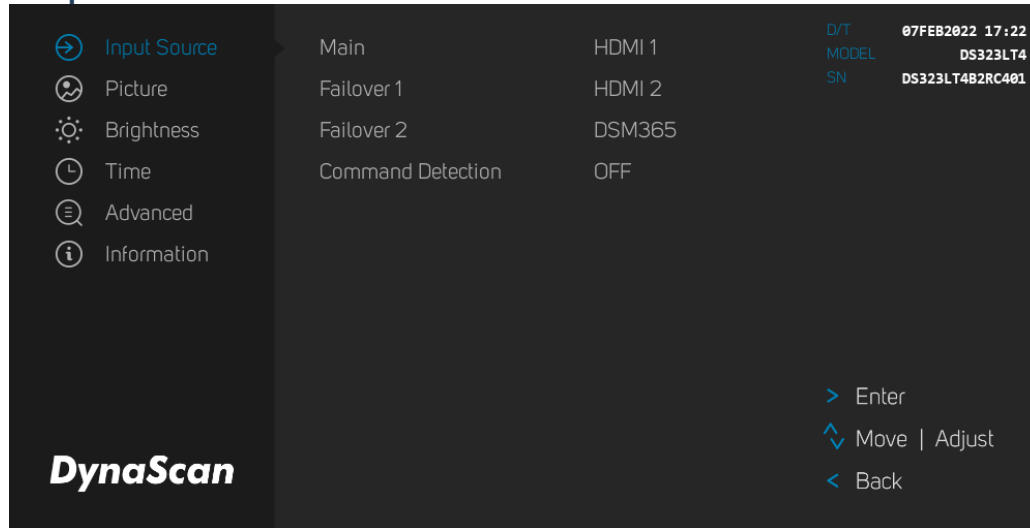 Input Source
Picture
Brightness
Time
Advanced
Information
DynaScan
Main HDMI 1
Failover 1 HDMI 2
Failover 2 DSM365
Command Detection OFF
D/T 07FEB2022 17:22
MODEL DS323LT4
SN DS323LT4B2RC401
> Enter
Move | Adjust
< Back